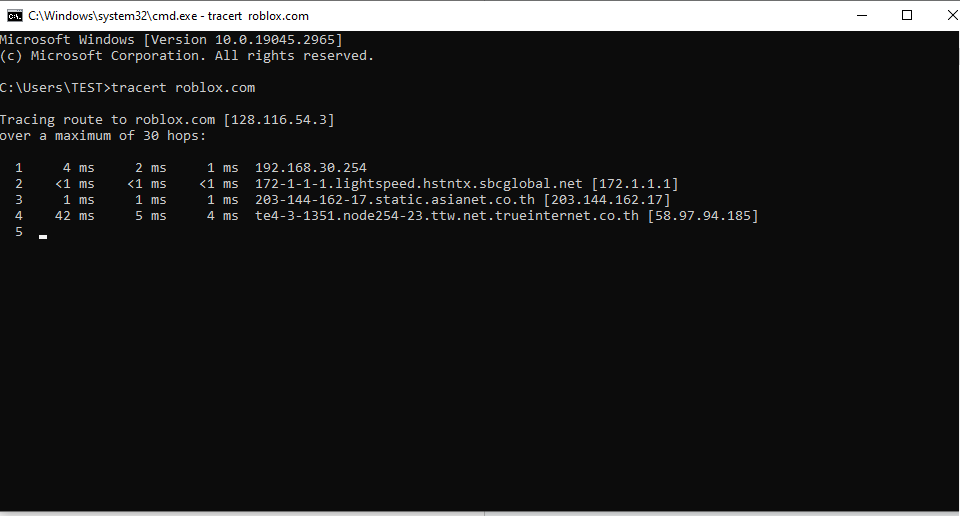 C:\Windows\system32\cmd.exe - tracert  roblox.com
Microsoft Windows [Version 10.0.19045.2965]
(c) Microsoft Corporation. All rights reserved.
C:\Users\TEST>tracert roblox.com
Tracing route to roblox.com [128.116.54.3]
over a maximum of 30 hops:
1     4 ms     2 ms     1 ms  192.168.30.254
2    <1 ms    <1 ms    <1 ms  172-1-1-1.lightspeed.hstntx.sbcglobal.net [172.1.1.1]
3     1 ms     1 ms     1 ms  203-144-162-17.static.asianet.co.th [203.144.162.17]
4    42 ms     5 ms     4 ms  te4-3-1351.node254-23.ttw.net.trueinternet.co.th [58.97.94.185]
5